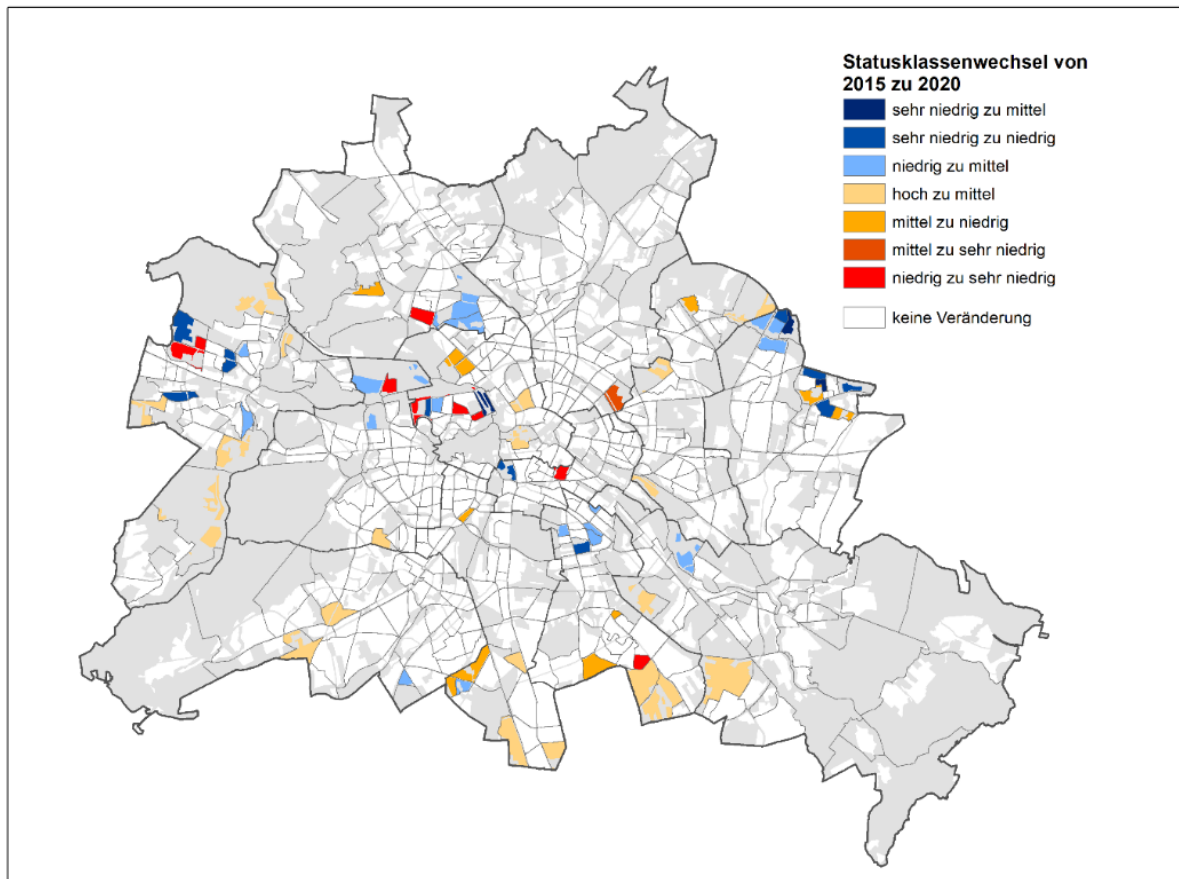 Statusklassenwechsel von
2015 zu 2020
sehr niedrig zu mittel
sehr niedrig zu niedrig
niedrig zu mittel
hoch zu mittel
mittel zu niedrig
mittel zu sehr niedrig
niedrig zu sehr niedrig
keine Veränderung